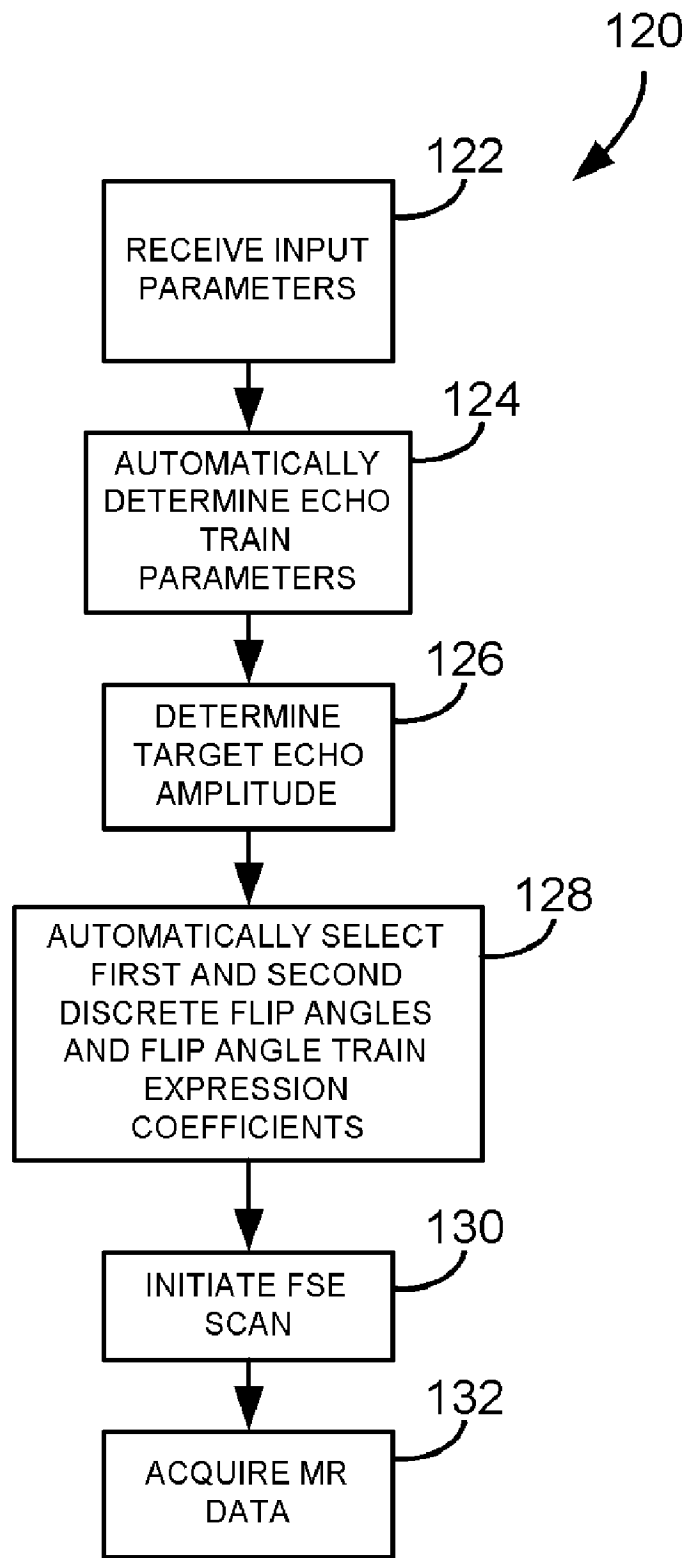 120
122
RECEIVE INPUT
PARAMETERS
124
AUTOMATICALLY
DETERMINE ECHO
TRAIN
PARAMETERS
126
DETERMINE
TARGET ECHO
AMPLITUDE
128
AUTOMATICALLY SELECT
FIRST AND SECOND
DISCRETE FLIP ANGLES
AND FLIP ANGLE TRAIN
EXPRESSION
COEFFICIENTS
130
INITIATE FSE
SCAN
132
ACQUIRE MR
DATA